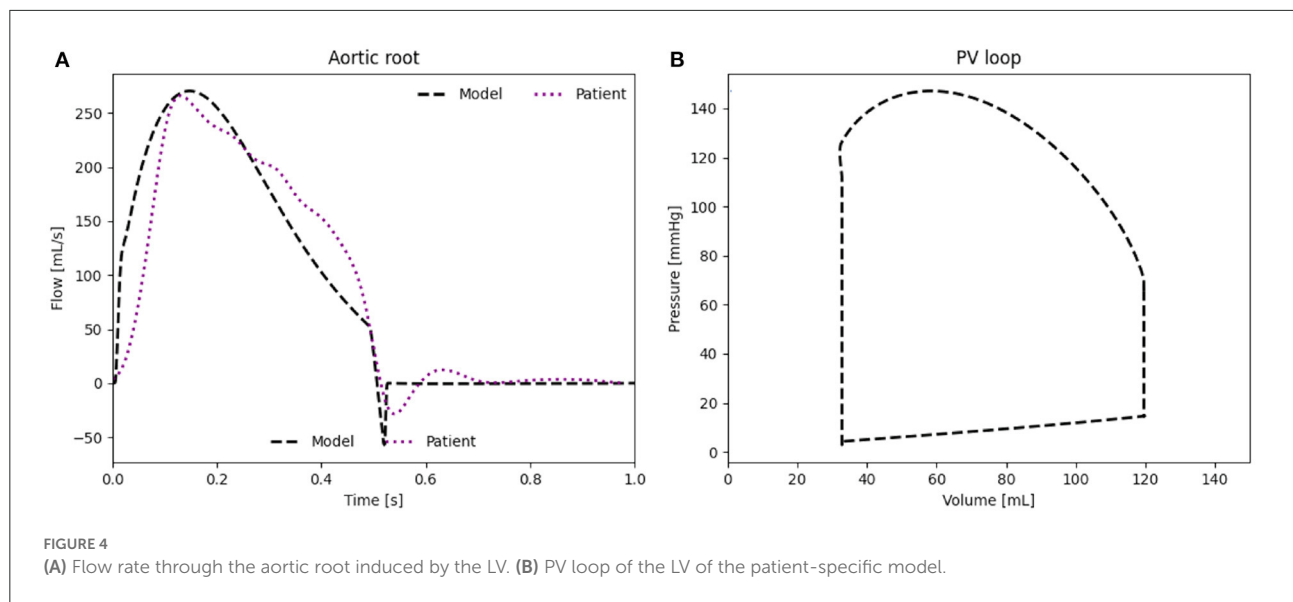 A
Aortic root
Model Patient
250
200
150
100
50
0
−50
Flow [mL/s]
Model Patient
0.0 0.2 0.4 0.6 0.8 1.0
Time [s]
B
PV loop
140
120
100
80
60
40
20
0
Pressure [mmHg]
0 20 40 60 80 100 120 140
Volume [mL]
FIGURE 4
(A) Flow rate through the aortic root induced by the LV. (B) PV loop of the LV of the patient-specific model.